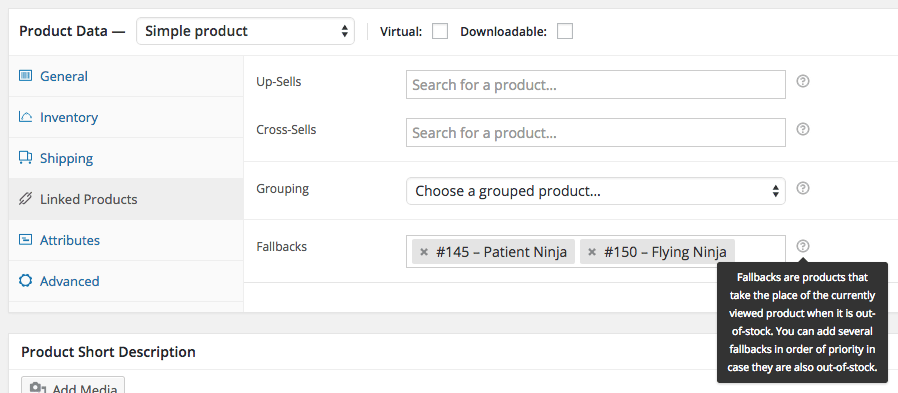 Product Data — Simple product Virtual: Downloadable:
General
Inventory
Shipping
Linked Products
Attributes
Advanced
Up-Sells Search for a product...
Cross-Sells Search for a product...
Grouping Choose a grouped product...
Fallbacks × #145 – Patient Ninja × #150 – Flying Ninja
Fallbacks are products that
take the place of the currently
viewed product when it is out-
of-stock. You can add several
fallbacks in order of priority in
case they are also out-of-stock.
Product Short Description
Add Media